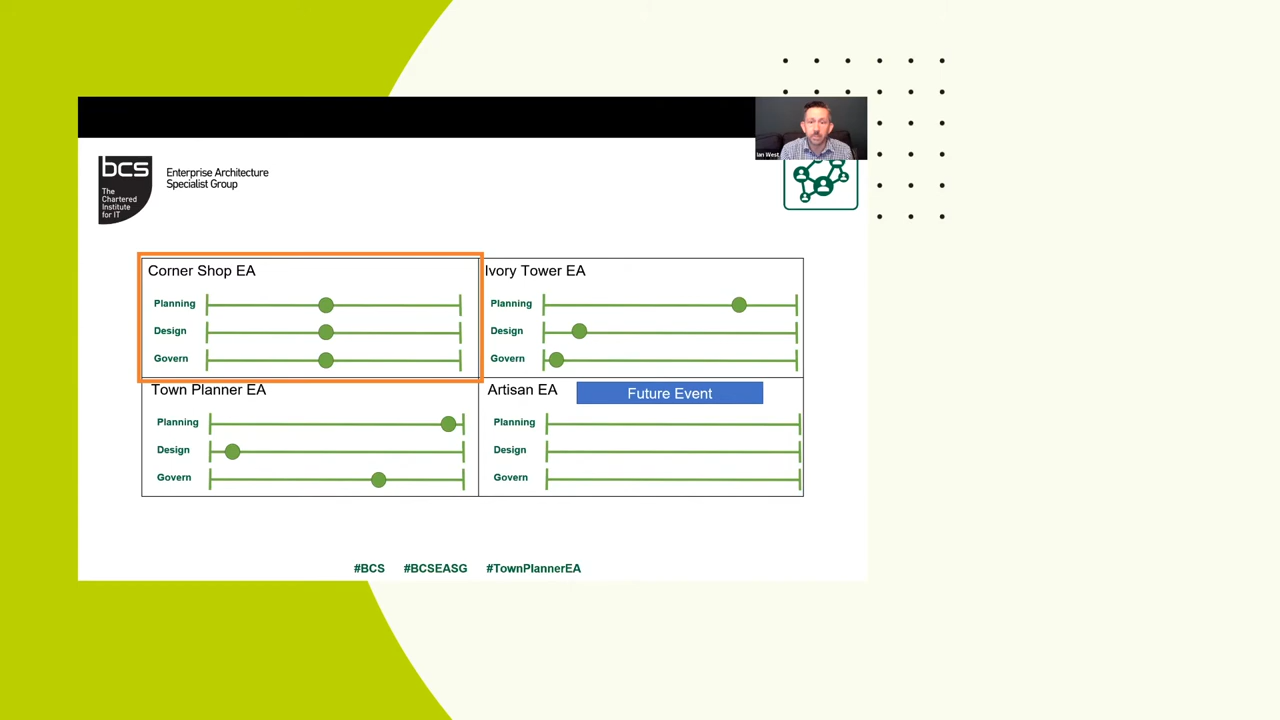 Ian West
bcs
The
Chartered
Institute
for IT
Enterprise Architecture
Specialist Group
Corner Shop EA
Planning
Design
Govern
Ivory Tower EA
Planning
Design
Govern
Town Planner EA
Planning
Design
Govern
Artisan EA
Future Event
Planning
Design
Govern
#BCS #BCSEASG #TownPlannerEA